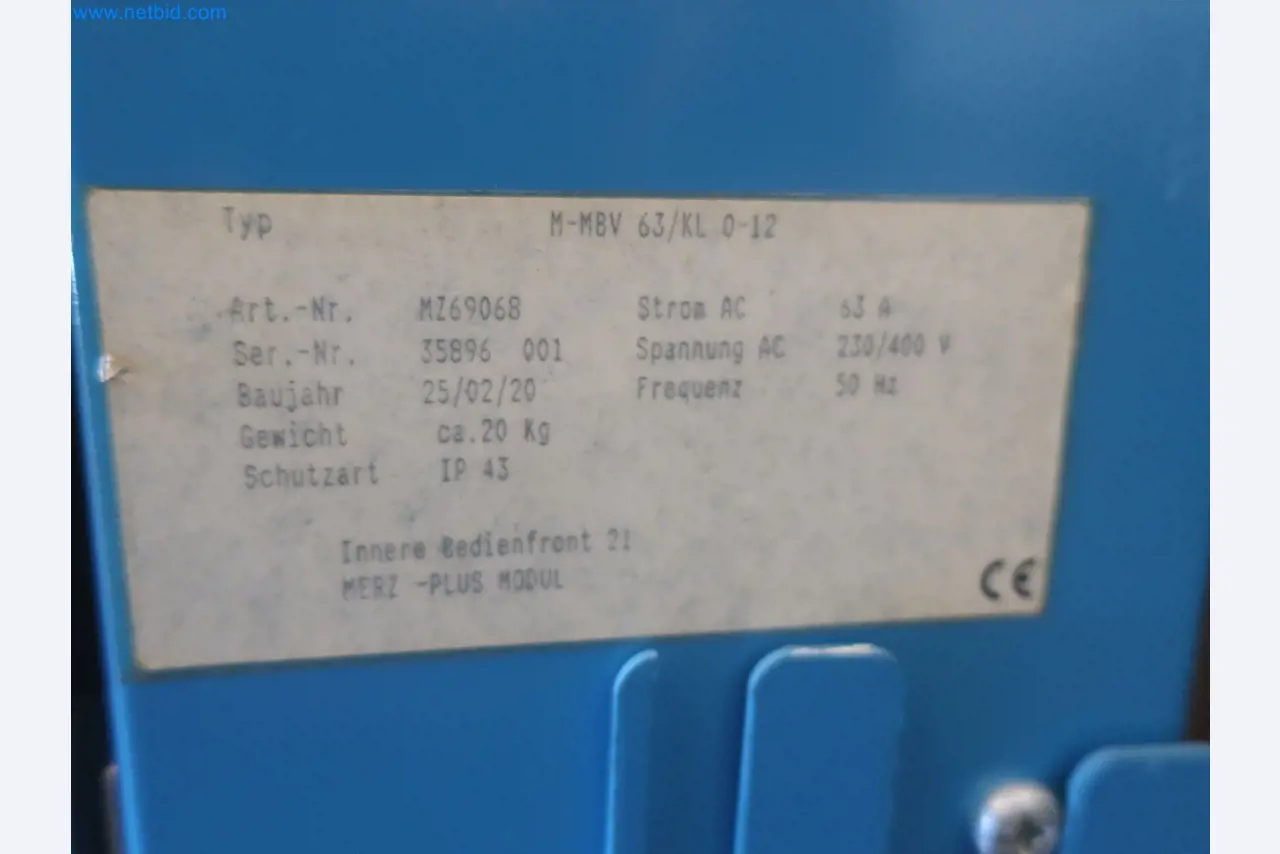 www.netbid.com
Typ M-MBV 63/KL 0-12
Art.-Nr. MZ69068 Strom AC 63 A
Ser.-Nr. 35896 001 Spannung AC 230/400 V
Baujahr 25/02/20 Frequenz 50 Hz
Gewicht ca.20 Kg
Schutzart IP 43
Innere Bedienfront 21
MERZ -PLUS MODUL
CE